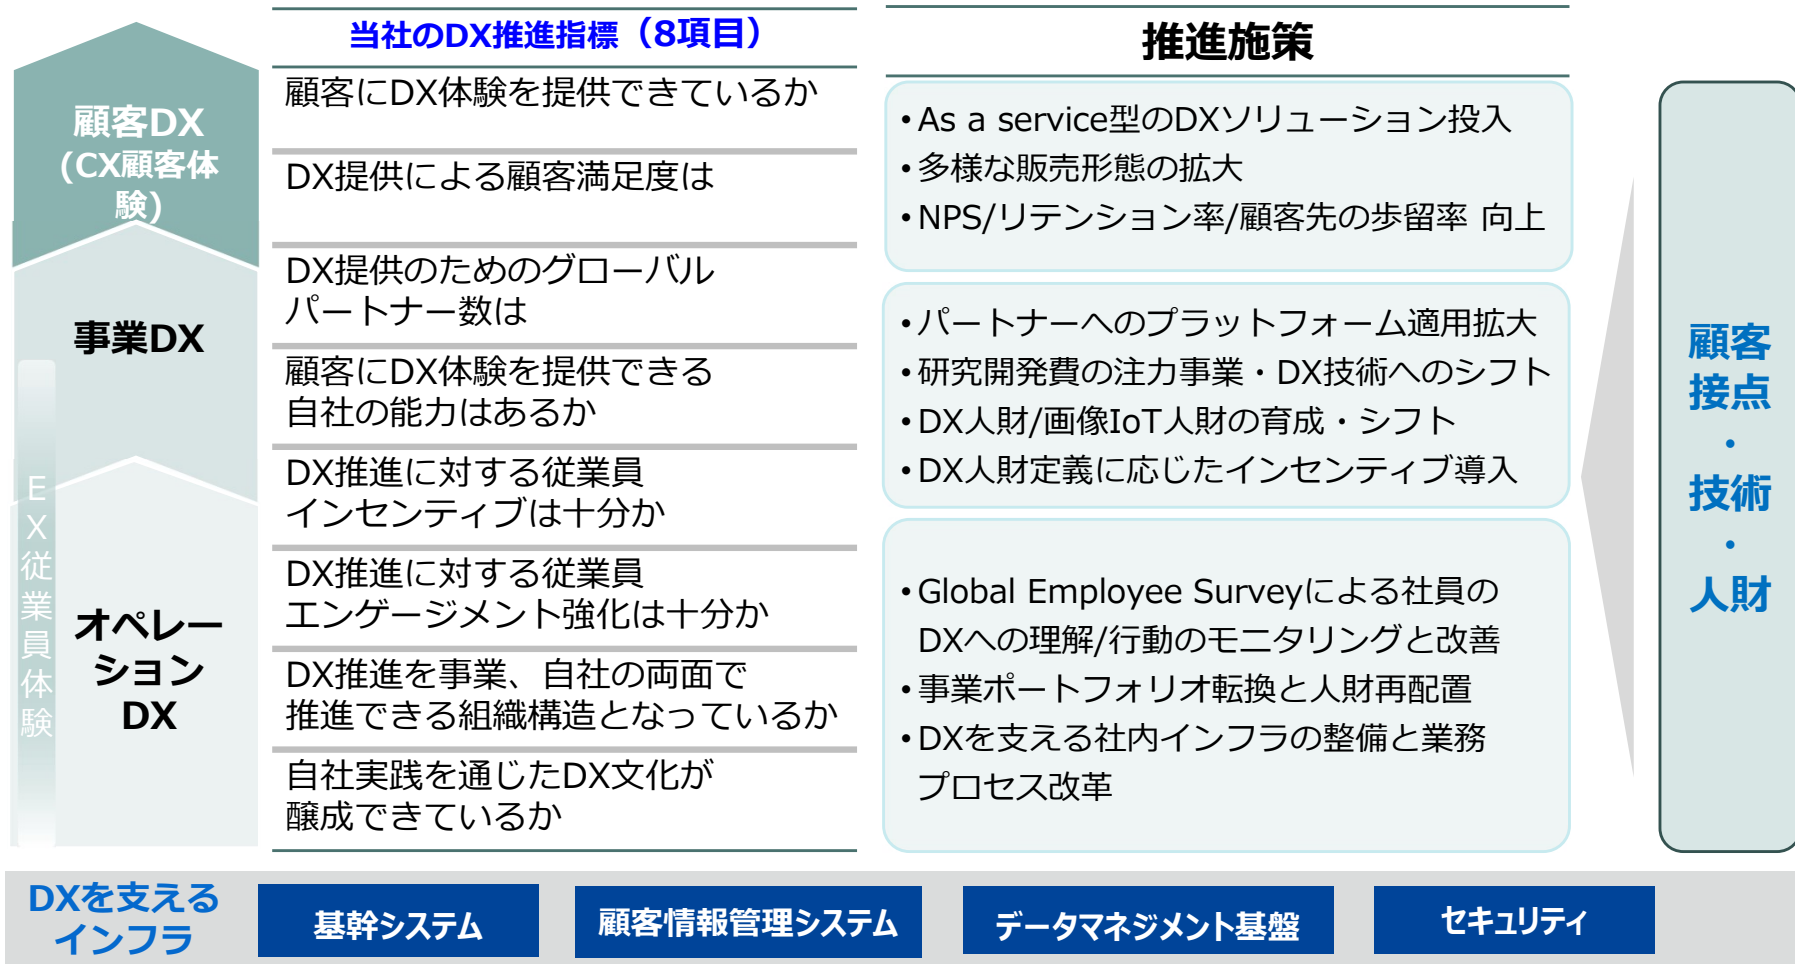 当社のDX推進指標（8項目）
推進施策
顧客DX
(CX顧客体
験)
事業DX
オペレー
ション
DX
EX従業員体験
顧客にDX体験を提供できているか
DX提供による顧客満足度は
DX提供のためのグローバル
パートナー数は
顧客にDX体験を提供できる
自社の能力はあるか
DX推進に対する従業員
インセンティブは十分か
DX推進に対する従業員
エンゲージメント強化は十分か
DX推進を事業、自社の両面で
推進できる組織構造となっているか
自社実践を通じたDX文化が
醸成できているか
•As a service型のDXソリューション投入
•多様な販売形態の拡大
•NPS/リテンション率/顧客先の歩留率 向上
•パートナーへのプラットフォーム適用拡大
•研究開発費の注力事業・DX技術へのシフト
•DX人財/画像IoT人財の育成・シフト
•DX人財定義に応じたインセンティブ導入
•Global Employee Surveyによる社員の
DXへの理解/行動のモニタリングと改善
•事業ポートフォリオ転換と人財再配置
•DXを支える社内インフラの整備と業務
プロセス改革
顧客
接点
・
技術
・
人財
DXを支える
インフラ
基幹システム
顧客情報管理システム
データマネジメント基盤
セキュリティ